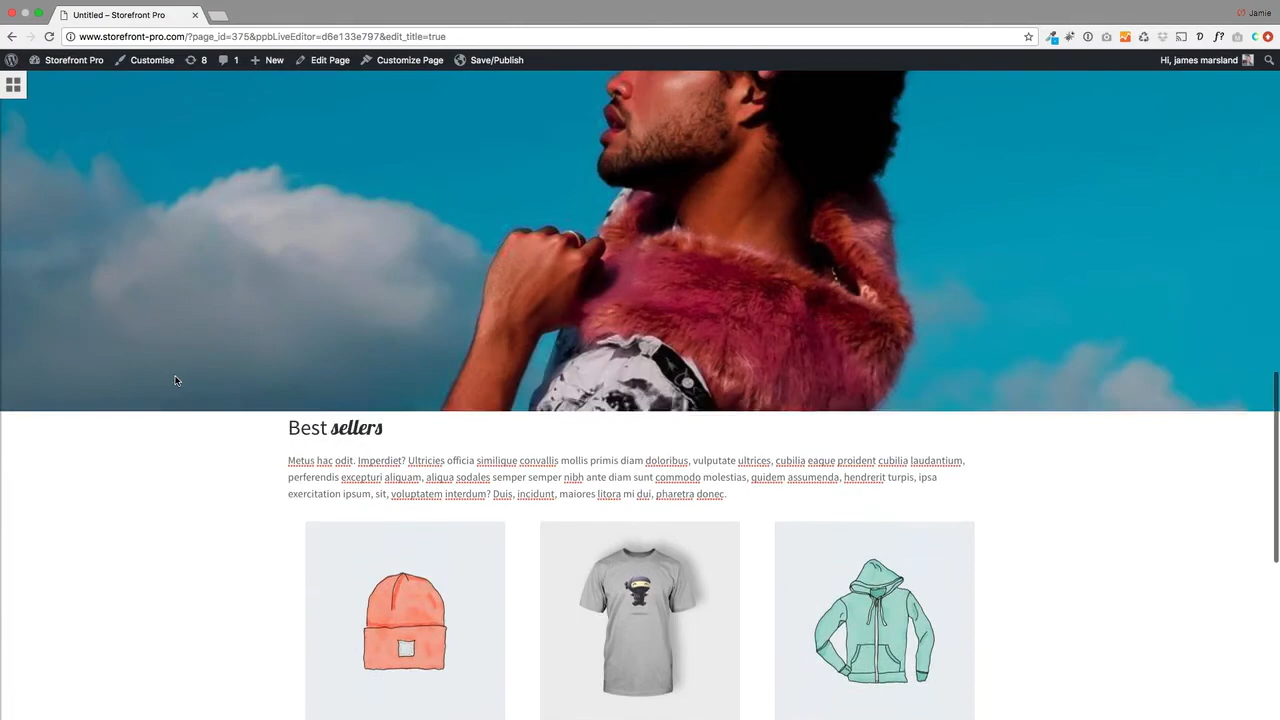 Untitled – Storefront Pro
Jamie
www.storefront-pro.com/?page_id=375&ppbLiveEditor=d6e133e797&edit_title=true
Storefront Pro Customise 8 1 New Edit Page Customize Page Save/Publish Hi, james marsland
Best sellers
Metus hac odit. Imperdiet? Ultricies officia similique convallis mollis primis diam doloribus, vulputate ultrices, cubilia eaque proident cubilia laudantium,
perferendis excepturi aliquam, aliqua sodales semper semper nibh ante diam sunt commodo molestias, quidem assumenda, hendrerit turpis, ipsa
exercitation ipsum, sit, voluptatem interdum? Duis, incidunt, maiores litora mi dui, pharetra donec.